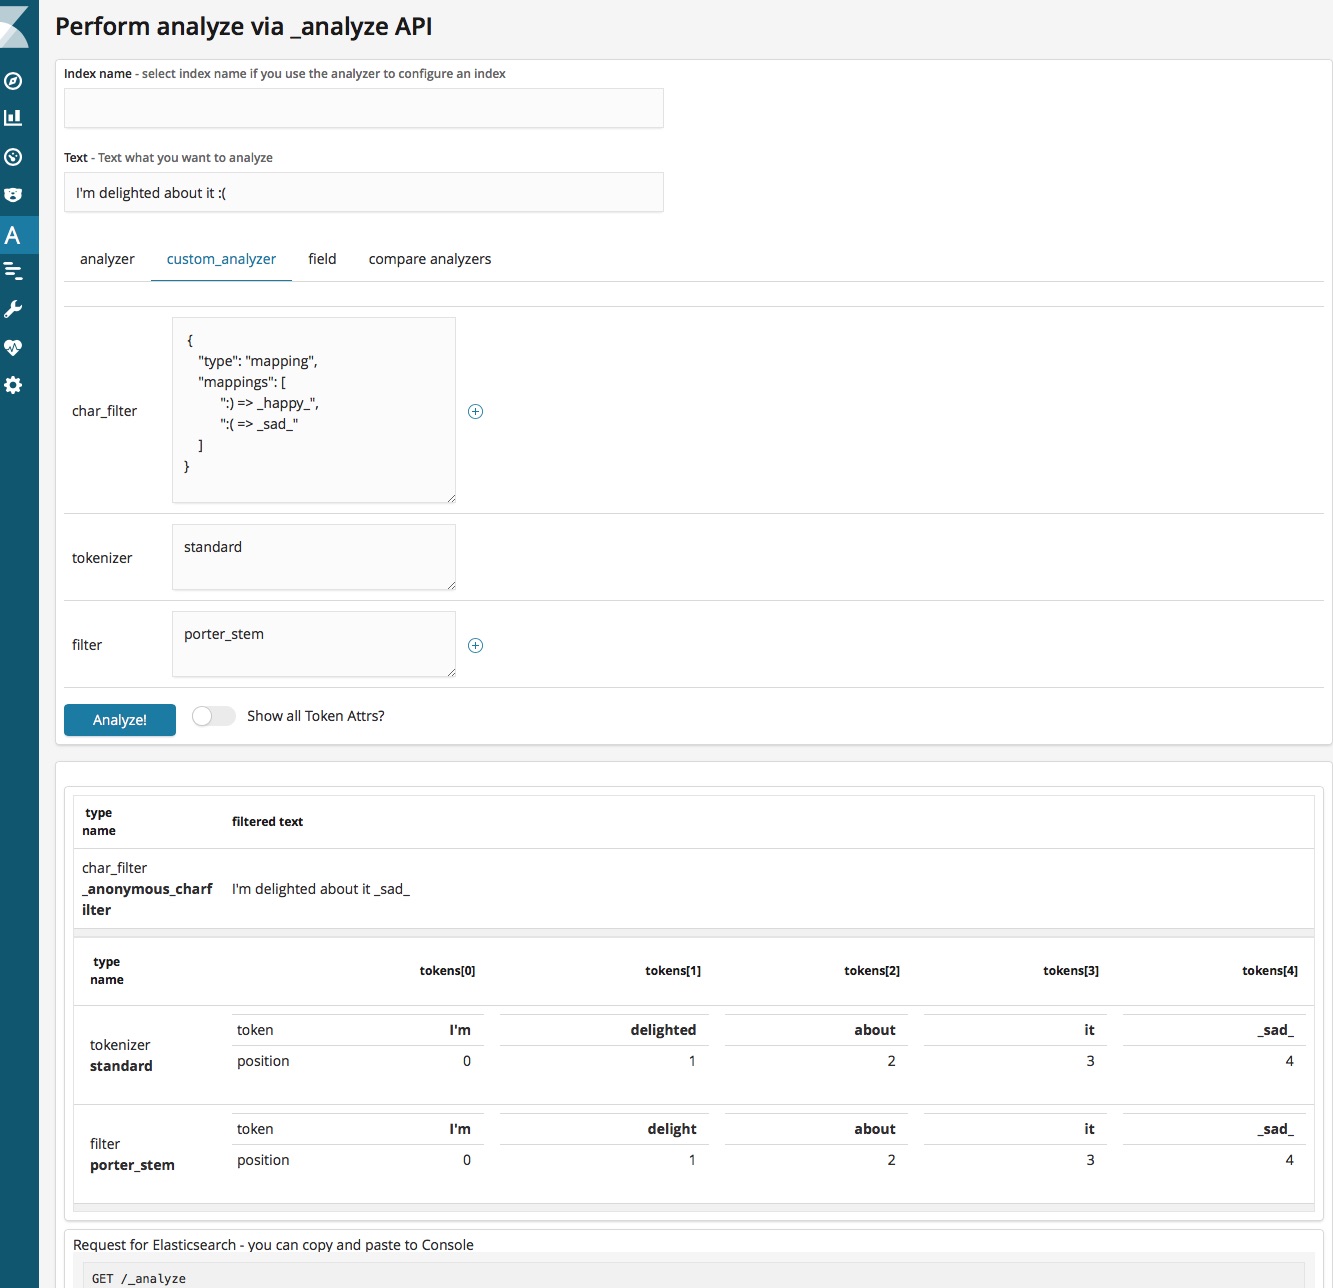 Perform analyze via _analyze API
Index name - select index name if you use the analyzer to configure an index
Text - Text what you want to analyze
I'm delighted about it :(
analyzer custom_analyzer field compare analyzers
char_filter
{
"type": "mapping",
"mappings": [
":) => _happy_",
":( => _sad_"
]
}
tokenizer
standard
filter
porter_stem
Analyze! Show all Token Attrs?
type
name
filtered text
char_filter
_anonymous_charf
ilter
I'm delighted about it _sad_
type
name
tokens[0] tokens[1] tokens[2] tokens[3] tokens[4]
tokenizer
standard
token I'm delighted about it _sad_
position 0 1 2 3 4
filter
porter_stem
token I'm delight about it _sad_
position 0 1 2 3 4
Request for Elasticsearch - you can copy and paste to Console
GET /_analyze